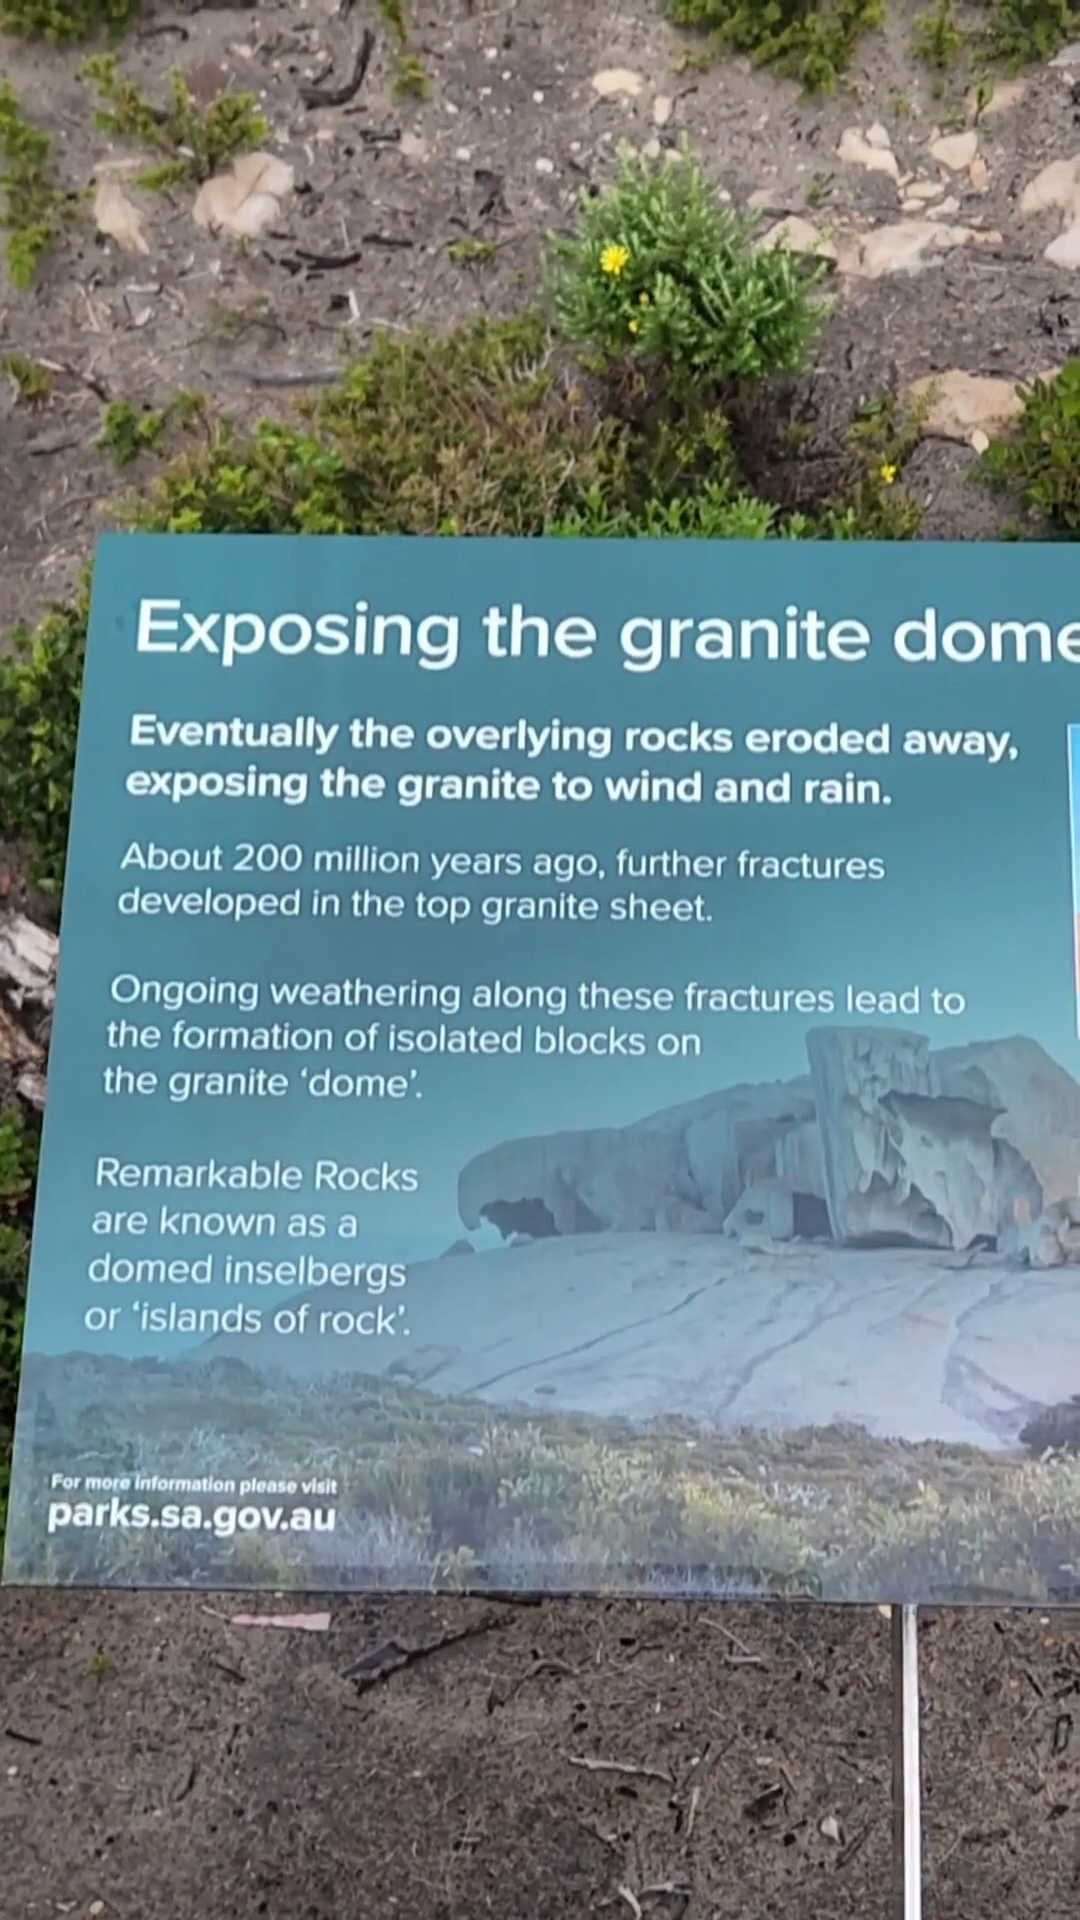 Exposing the granite dome
Eventually the overlying rocks eroded away,
exposing the granite to wind and rain.
About 200 million years ago, further fractures
developed in the top granite sheet.
Ongoing weathering along these fractures lead to
the formation of isolated blocks on
the granite ‘dome’.
Remarkable Rocks
are known as a
domed inselbergs
or ‘islands of rock’.
For more information please visit
parks.sa.gov.au